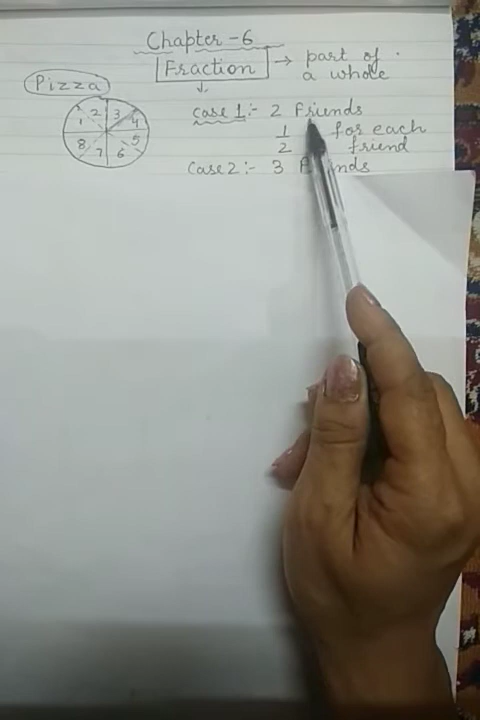 Chapter - 6
Fraction → part of a whole
Pizza
1 2 3 4 5 6 7 8
Case 1:- 2 Friends
1/2 for each friend
Case 2:- 3 F nds